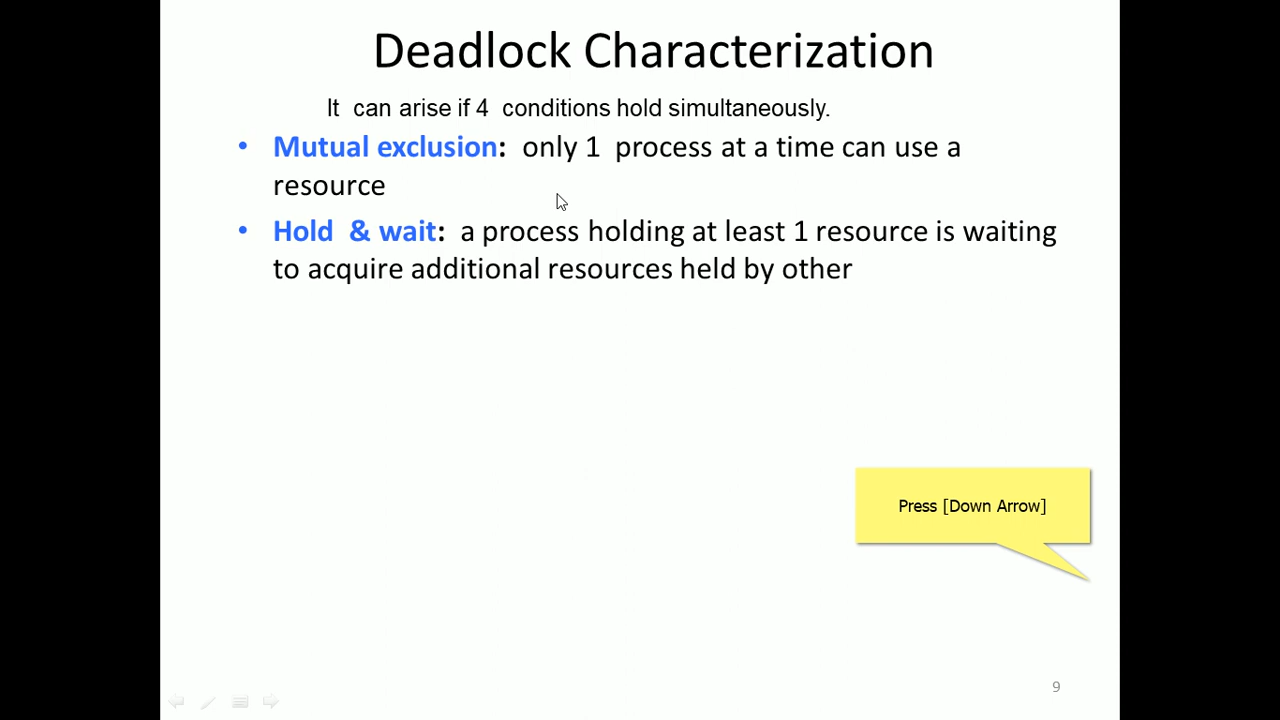 Deadlock Characterization
It can arise if 4 conditions hold simultaneously.
• Mutual exclusion: only 1 process at a time can use a
resource
• Hold & wait: a process holding at least 1 resource is waiting
to acquire additional resources held by other
Press [Down Arrow]
9